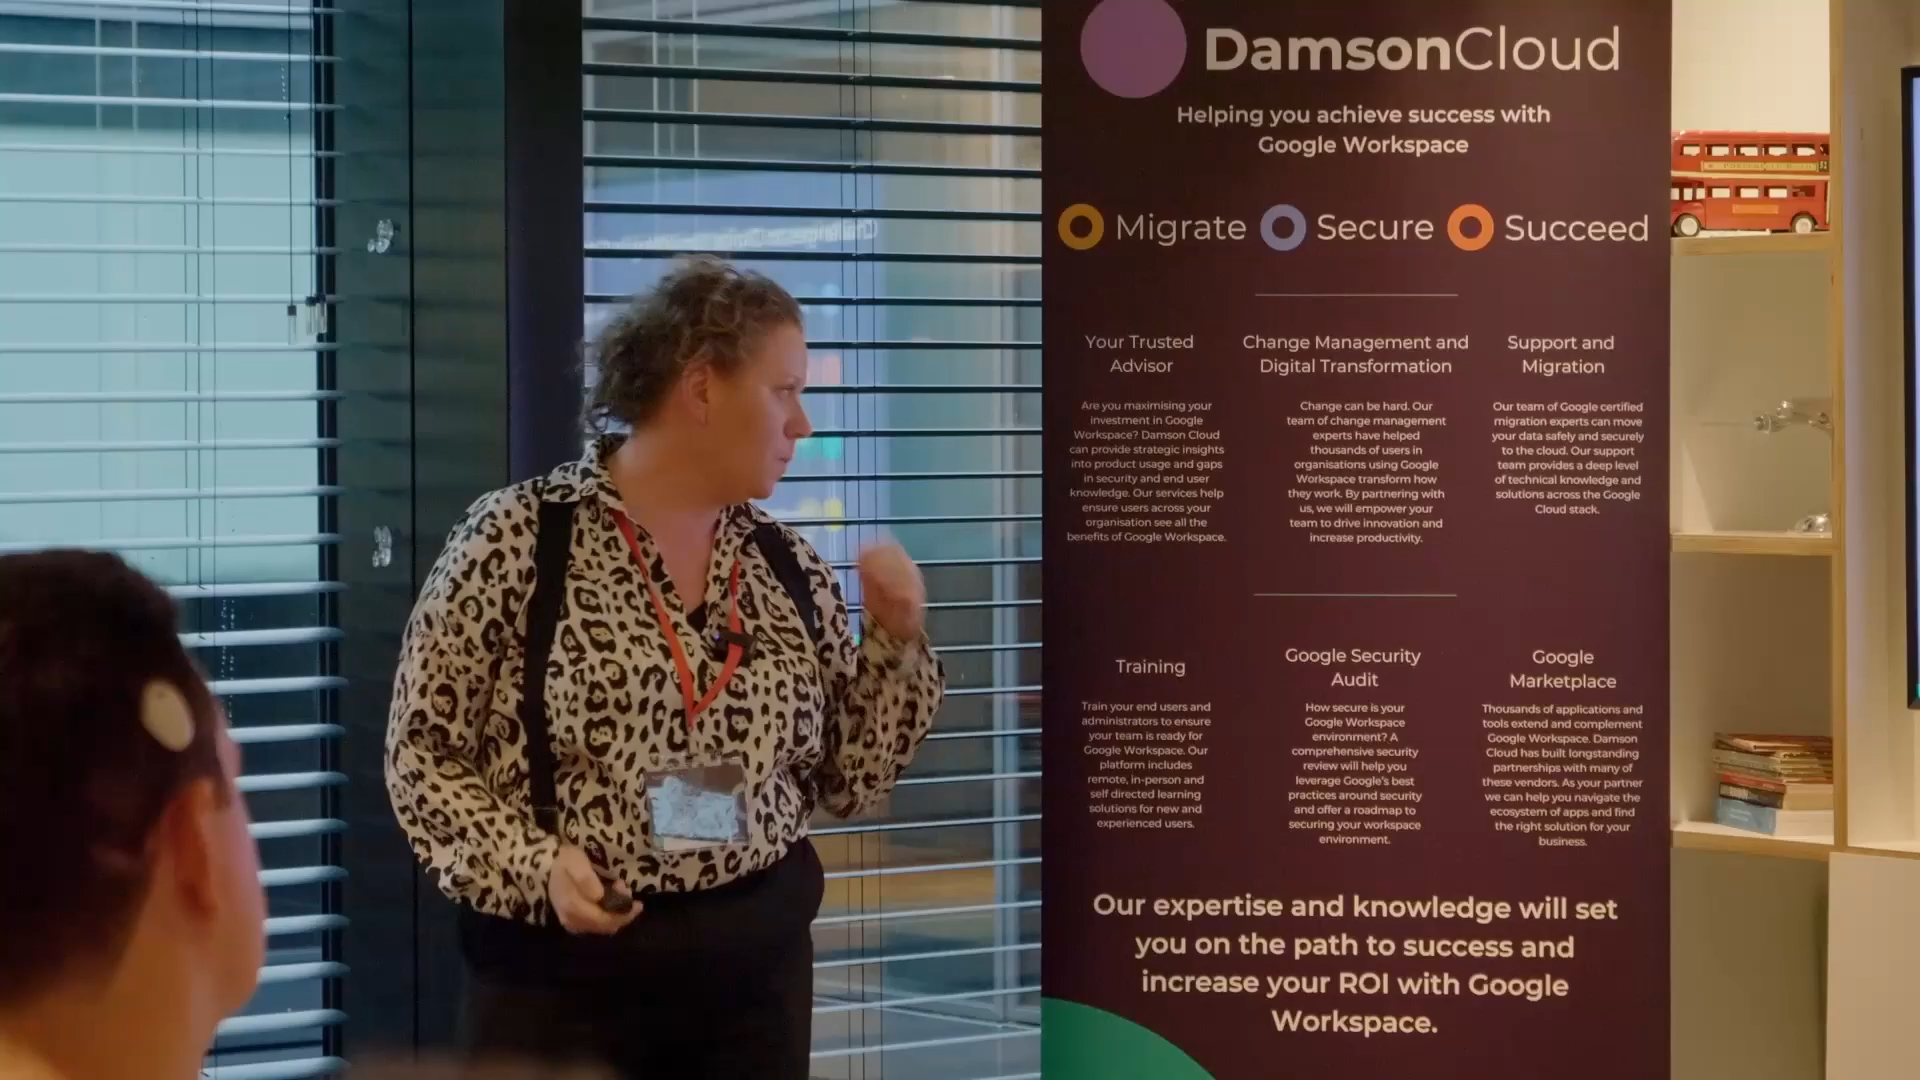 DamsonCloud
Helping you achieve success with
Google Workspace
Migrate Secure Succeed
Your Trusted
Advisor
Are you maximising your
investment in Google
Workspace? Damson Cloud
can provide strategic insights
into product usage and gaps
in security and end user
knowledge. Our services help
ensure users across your
organisation see all the
benefits of Google Workspace.
Change Management and
Digital Transformation
Change can be hard. Our
team of change management
experts have helped
thousands of users in
organisations using Google
Workspace transform how
they work. By partnering with
us, we will empower your
team to drive innovation and
increase productivity.
Support and
Migration
Our team of Google certified
migration experts can move
your data safely and securely
to the cloud. Our support
team provides a deep level
of technical knowledge and
solutions across the Google
Cloud stack.
Training
Train your end users and
administrators to ensure
your team is ready for
Google Workspace. Our
platform includes
remote, in-person and
self directed learning
solutions for new and
experienced users.
Google Security
Audit
How secure is your
Google Workspace
environment? A
comprehensive security
review will help you
leverage Google's best
practices around security
and offer a roadmap to
securing your workspace
environment.
Google
Marketplace
Thousands of applications and
tools extend and complement
Google Workspace. Damson
Cloud has built longstanding
partnerships with many of
these vendors. As your partner
we can help you navigate the
ecosystem of apps and find
the right solution for your
business.
Our expertise and knowledge will set
you on the path to success and
increase your ROI with Google
Workspace.